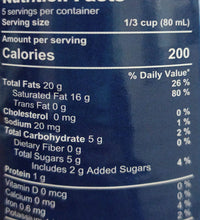 Nutrition Facts
5 servings per container
Serving size 1/3 cup (80 mL)
Amount per serving
Calories 200
% Daily Value*
Total Fats 20 g 26 %
Saturated Fat 16 g 80 %
Trans Fat 0 g
Cholesterol 0 mg 0 %
Sodium 20 mg 1 %
Total Carbohydrate 5 g 2 %
Dietary Fiber 0 g 0 %
Total Sugars 5 g
Includes 2 g Added Sugars 4 %
Protein 1 g
Vitamin D 0 mcg 0 %
Calcium 0 mg 0 %
Iron 0.6 mg 4 %
Potassium